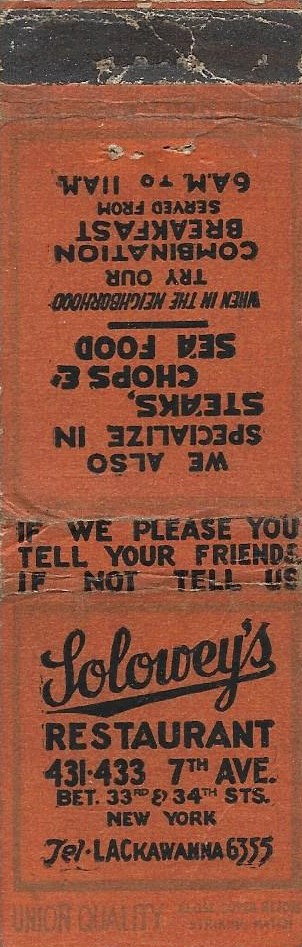 WE ALSO
SPECIALIZE IN
STEAKS,
CHOPS &
SEA FOOD
WHEN IN THE NEIGHBORHOOD
TRY OUR
COMBINATION
BREAKFAST
SERVED FROM
6 A.M. TO 11 A.M.
IF WE PLEASE YOU
TELL YOUR FRIENDS
IF NOT TELL US
Solowey's
RESTAURANT
431-433 7TH AVE.
BET. 33RD & 34TH STS.
NEW YORK
Tel. LACKAWANNA 6355
UNION QUALITY